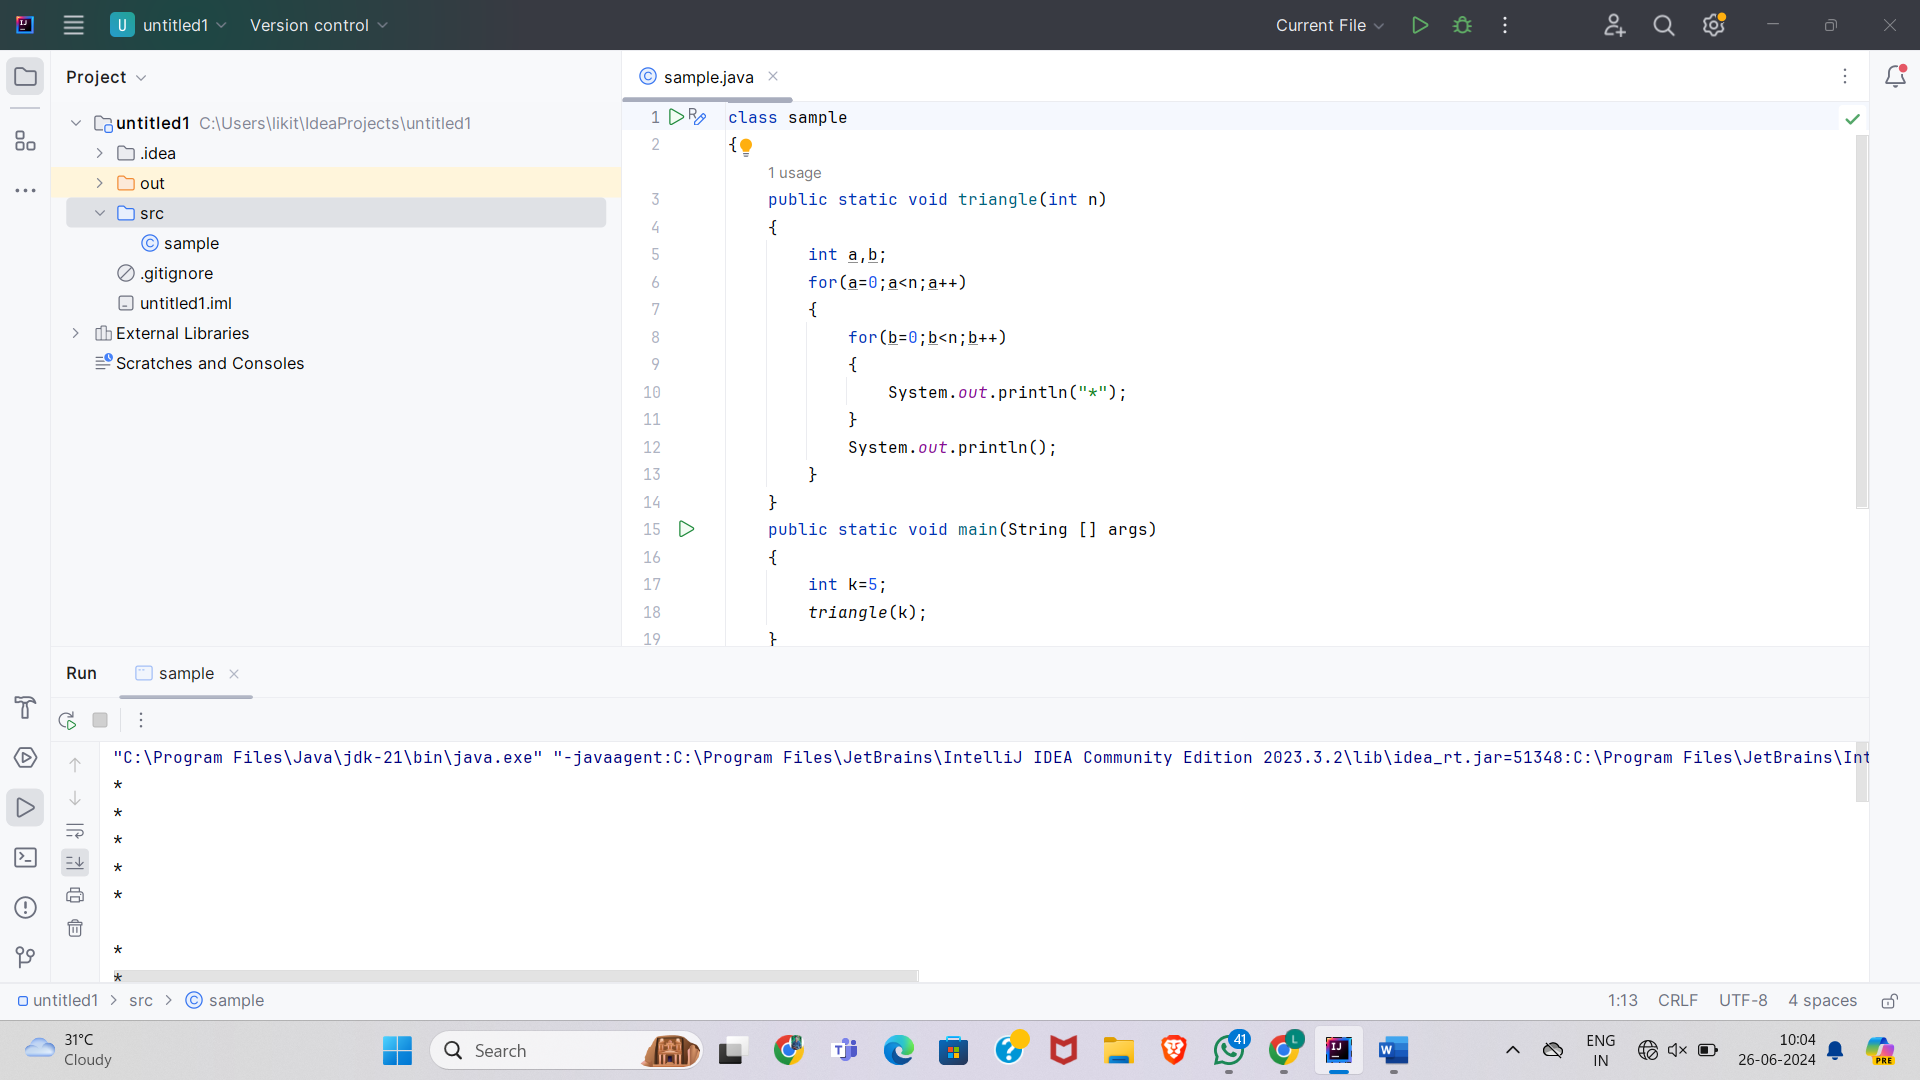 untitled1
Version control
Current File
U
Project
sample.java
untitled1 C:\Users\likit\IdeaProjects\untitled1
.idea
out
src
sample
.gitignore
untitled1.iml
External Libraries
Scratches and Consoles
1 class sample
2 {
1 usage
3 public static void triangle(int n)
4 {
5 int a,b;
6 for(a=0;a<n;a++)
7 {
8 for(b=0;b<n;b++)
9 {
10 System.out.println("*");
11 }
12 System.out.println();
13 }
14 }
15 public static void main(String [] args)
16 {
17 int k=5;
18 triangle(k);
19 }
Run sample
"C:\Program Files\Java\jdk-21\bin\java.exe" "-javaagent:C:\Program Files\JetBrains\IntelliJ IDEA Community Edition 2023.3.2\lib\idea_rt.jar=51348:C:\Program Files\JetBrains\Int
*
*
*
*
*
*
*
untitled1 > src > sample
1:13 CRLF UTF-8 4 spaces
31°C
Cloudy
Search
41
L
ENG
IN
10:04
26-06-2024
PRE